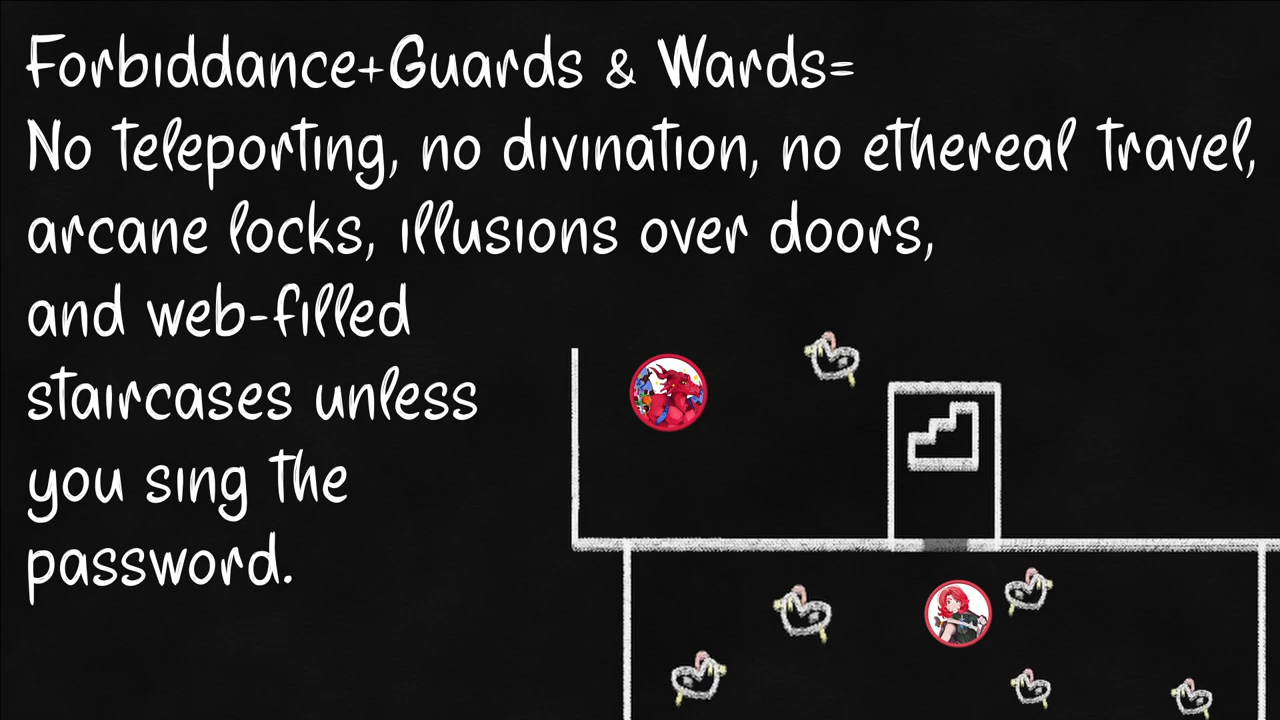 Forbiddance+Guards & Wards=
No teleporting, no divination, no ethereal travel,
arcane locks, illusions over doors,
and web-filled
staircases unless
you sing the
password.